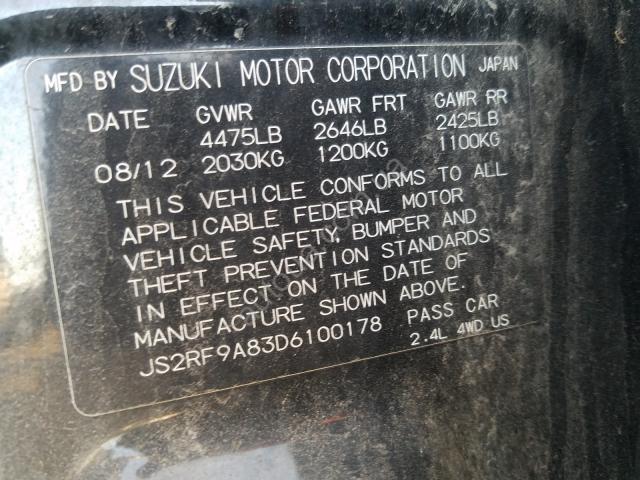 MFD BY SUZUKI MOTOR CORPORATION JAPAN
DATE GVWR GAWR FRT GAWR RR
4475LB 2646LB 2425LB
08/12 2030KG 1200KG 1100KG
THIS VEHICLE CONFORMS TO ALL
APPLICABLE FEDERAL MOTOR
VEHICLE SAFETY, BUMPER AND
THEFT PREVENTION STANDARDS
IN EFFECT ON THE DATE OF
MANUFACTURE SHOWN ABOVE.
JS2RF9A83D6100178 PASS CAR
2.4L 4WD US